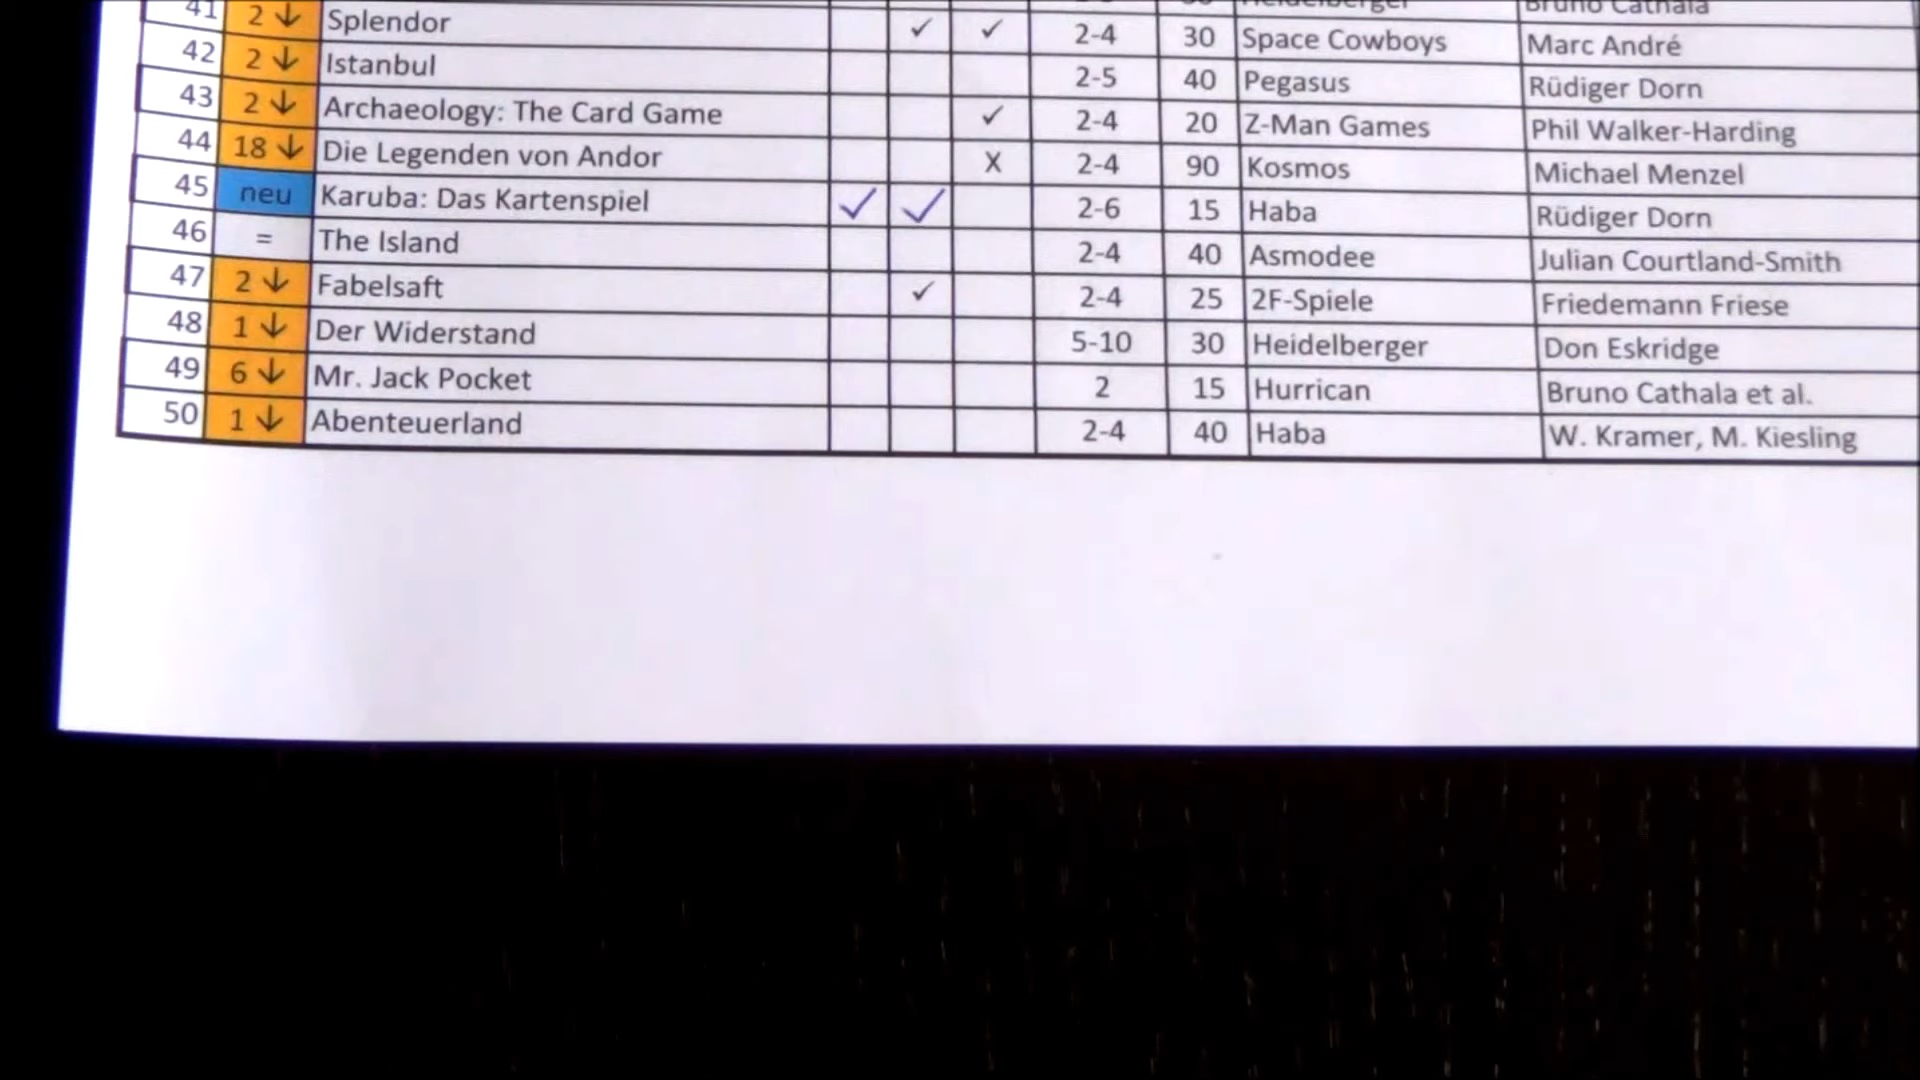 Heidelberger Bruno Cathala
41 2 ↓ Splendor ✓ ✓ 2-4 30 Space Cowboys Marc André
42 2 ↓ Istanbul 2-5 40 Pegasus Rüdiger Dorn
43 2 ↓ Archaeology: The Card Game ✓ 2-4 20 Z-Man Games Phil Walker-Harding
44 18 ↓ Die Legenden von Andor X 2-4 90 Kosmos Michael Menzel
45 neu Karuba: Das Kartenspiel ✓ ✓ 2-6 15 Haba Rüdiger Dorn
46 = The Island 2-4 40 Asmodee Julian Courtland-Smith
47 2 ↓ Fabelsaft ✓ 2-4 25 2F-Spiele Friedemann Friese
48 1 ↓ Der Widerstand 5-10 30 Heidelberger Don Eskridge
49 6 ↓ Mr. Jack Pocket 2 15 Hurrican Bruno Cathala et al.
50 1 ↓ Abenteuerland 2-4 40 Haba W. Kramer, M. Kiesling